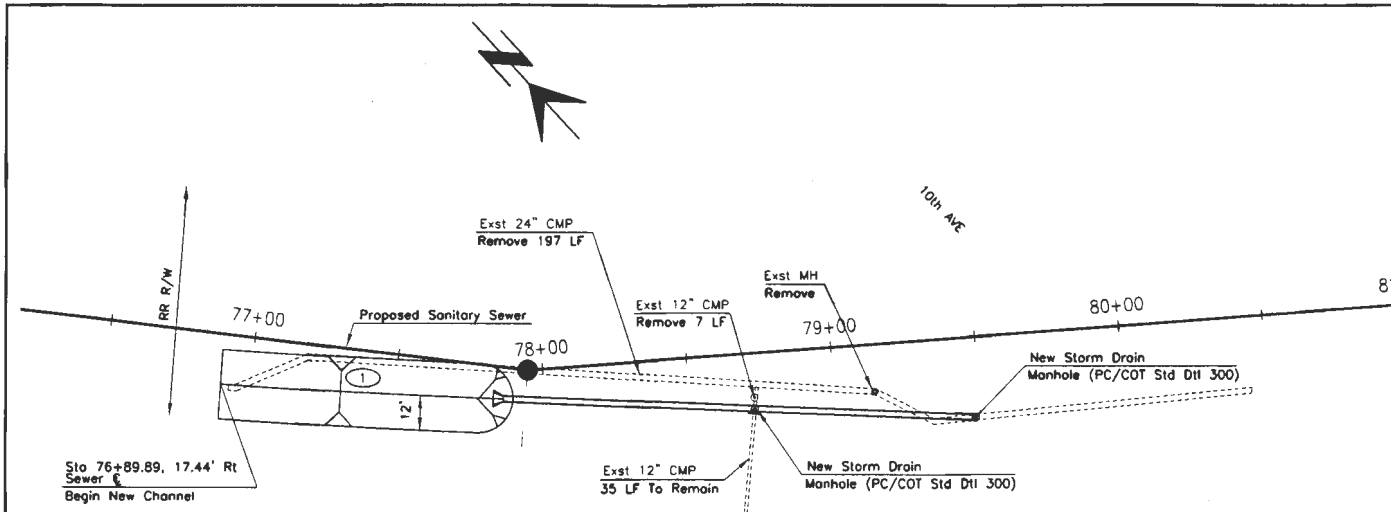 10th AVE
Exst 24" CMP
Remove 197 LF
Exst MH
Remove
RR R/W
Exst 12" CMP
Remove 7 LF
77+00
Proposed Sanitary Sewer
78+00
79+00
80+00
8
New Storm Drain
Manhole (PC/COT Std Dtl 300)
1
12"
Sta 76+89.89, 17.44' Rt
Sewer ℄
Begin New Channel
Exst 12" CMP
35 LF To Remain
New Storm Drain
Manhole (PC/COT Std Dtl 300)